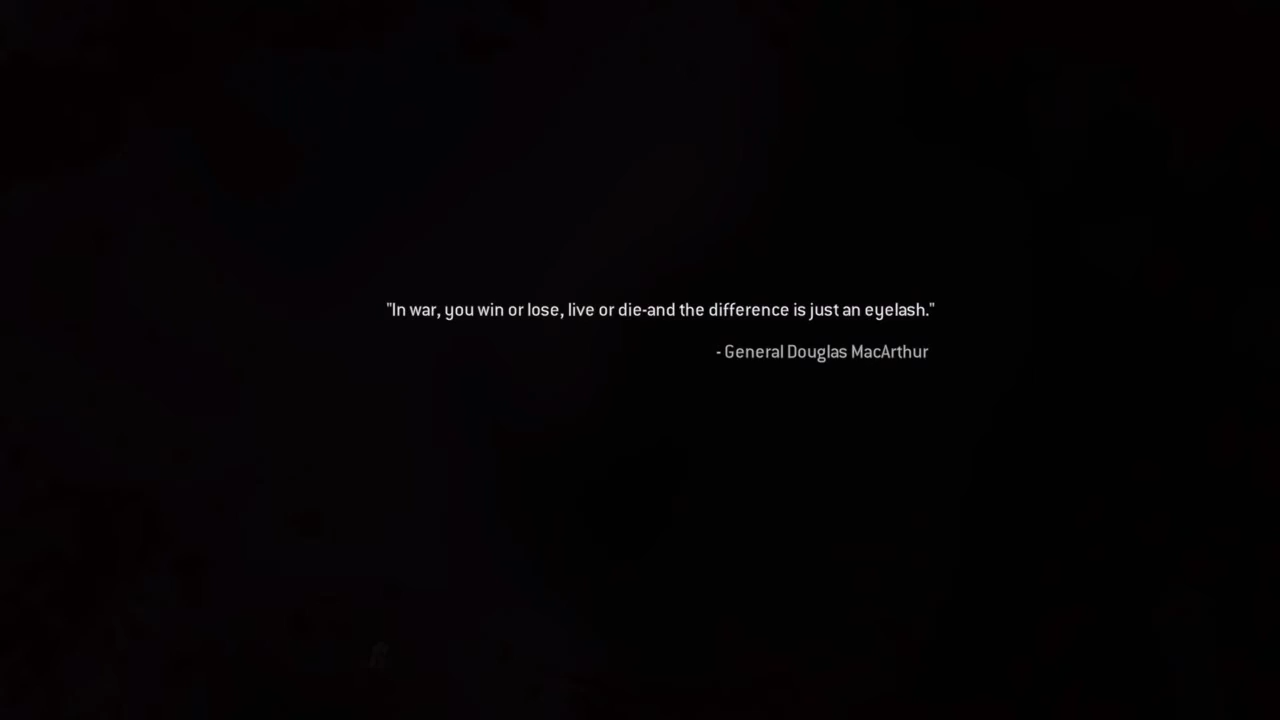 "In war, you win or lose, live or die-and the difference is just an eyelash."
- General Douglas MacArthur